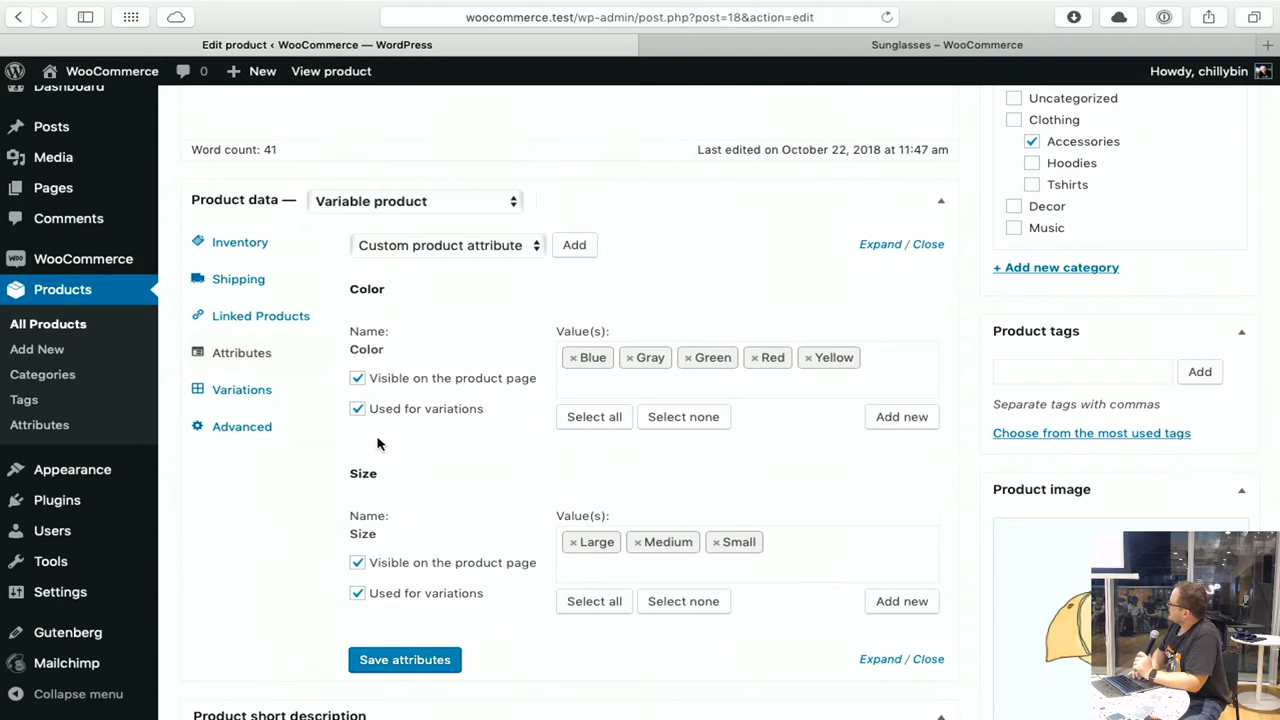 woocommerce.test/wp-admin/post.php?post=18&action=edit
Edit product ‹ WooCommerce — WordPress
Sunglasses – WooCommerce
WooCommerce
0
New
View product
Howdy, chillybin
Dashboard
Posts
Media
Pages
Comments
WooCommerce
Products
All Products
Add New
Categories
Tags
Attributes
Appearance
Plugins
Users
Tools
Settings
Gutenberg
Mailchimp
Collapse menu
Word count: 41
Last edited on October 22, 2018 at 11:47 am
Product data —
Variable product
Inventory
Shipping
Linked Products
Attributes
Variations
Advanced
Custom product attribute
Add
Expand / Close
Color
Name:
Color
Visible on the product page
Used for variations
Value(s):
× Blue × Gray × Green × Red × Yellow
Select all
Select none
Add new
Size
Name:
Size
Visible on the product page
Used for variations
Value(s):
× Large × Medium × Small
Select all
Select none
Add new
Save attributes
Expand / Close
Product short description
Uncategorized
Clothing
Accessories
Hoodies
Tshirts
Decor
Music
+ Add new category
Product tags
Add
Separate tags with commas
Choose from the most used tags
Product image